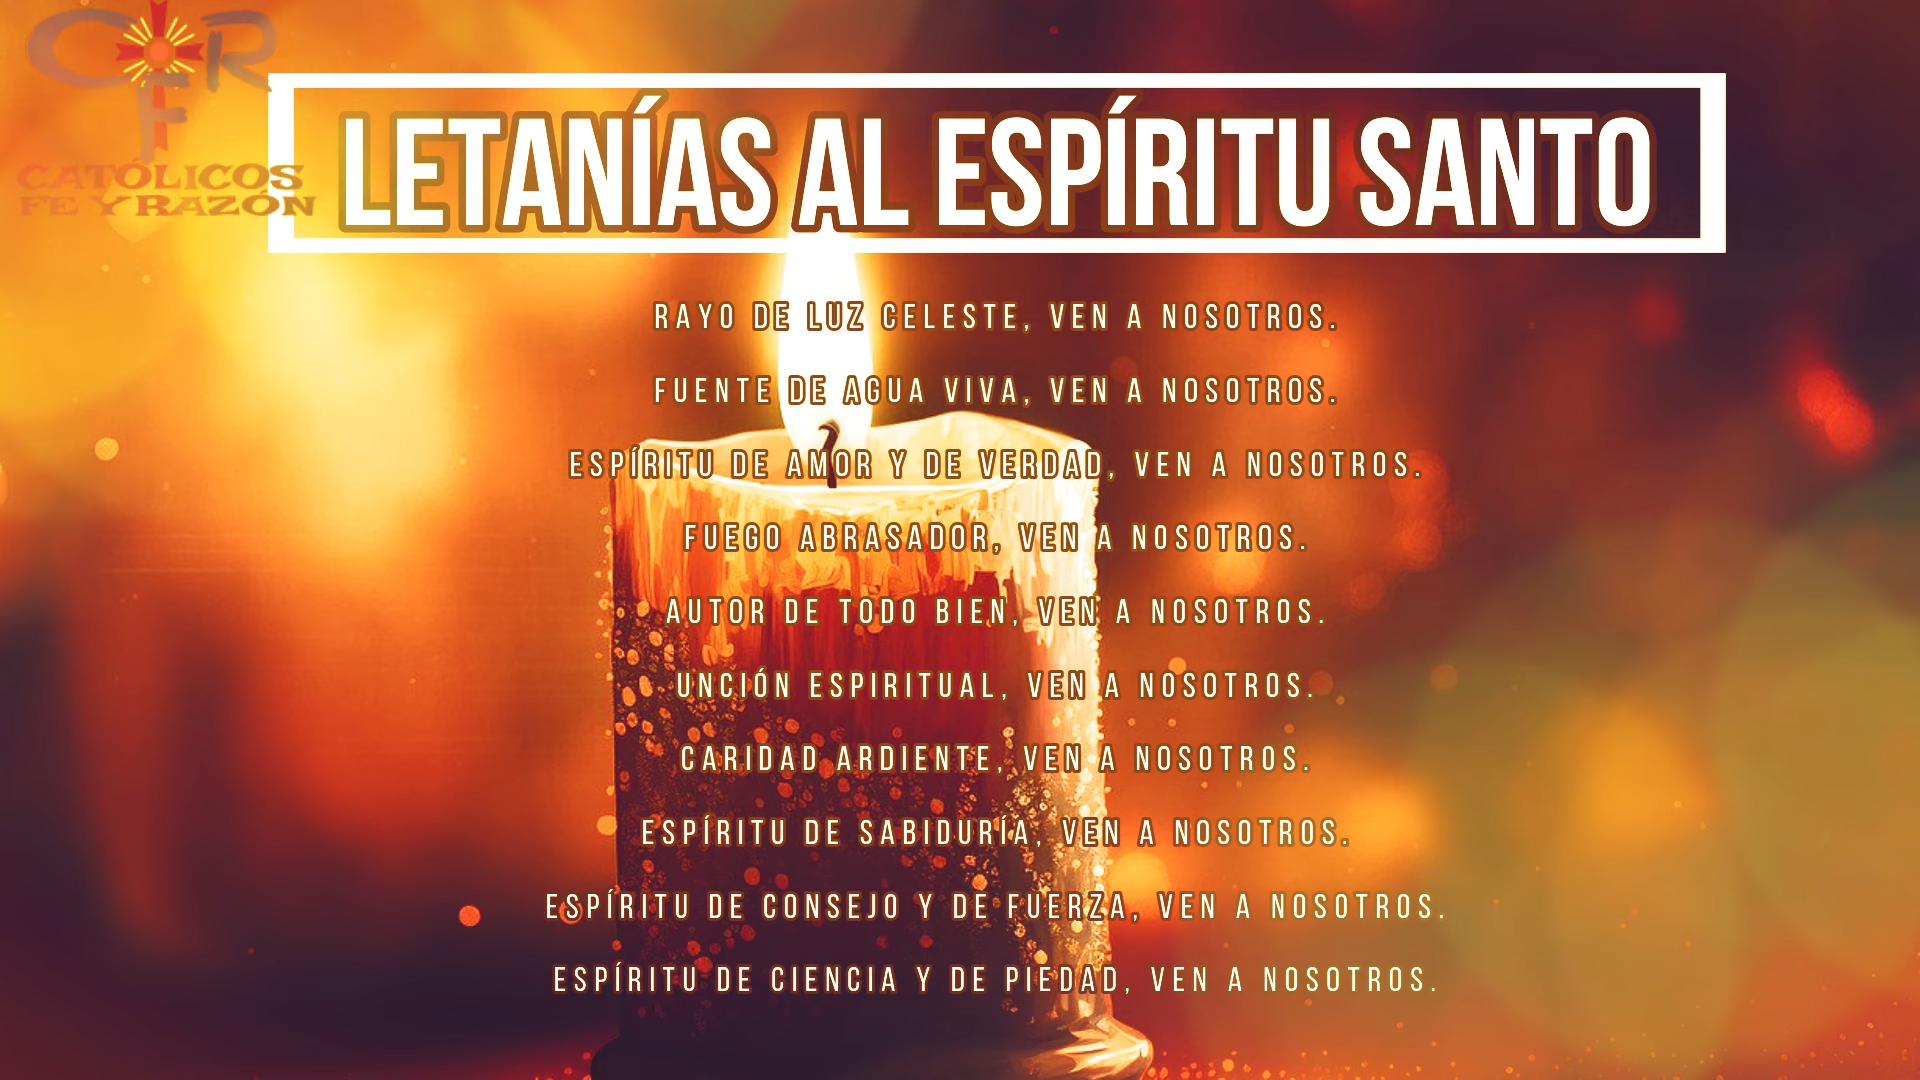 CFR
CATÓLICOS
FE Y RAZÓN
LETANÍAS AL ESPÍRITU SANTO
RAYO DE LUZ CELESTE, VEN A NOSOTROS.
FUENTE DE AGUA VIVA, VEN A NOSOTROS.
ESPÍRITU DE AMOR Y DE VERDAD, VEN A NOSOTROS.
FUEGO ABRASADOR, VEN A NOSOTROS.
AUTOR DE TODO BIEN, VEN A NOSOTROS.
UNCIÓN ESPIRITUAL, VEN A NOSOTROS.
CARIDAD ARDIENTE, VEN A NOSOTROS.
ESPÍRITU DE SABIDURÍA, VEN A NOSOTROS.
ESPÍRITU DE CONSEJO Y DE FUERZA, VEN A NOSOTROS.
ESPÍRITU DE CIENCIA Y DE PIEDAD, VEN A NOSOTROS.